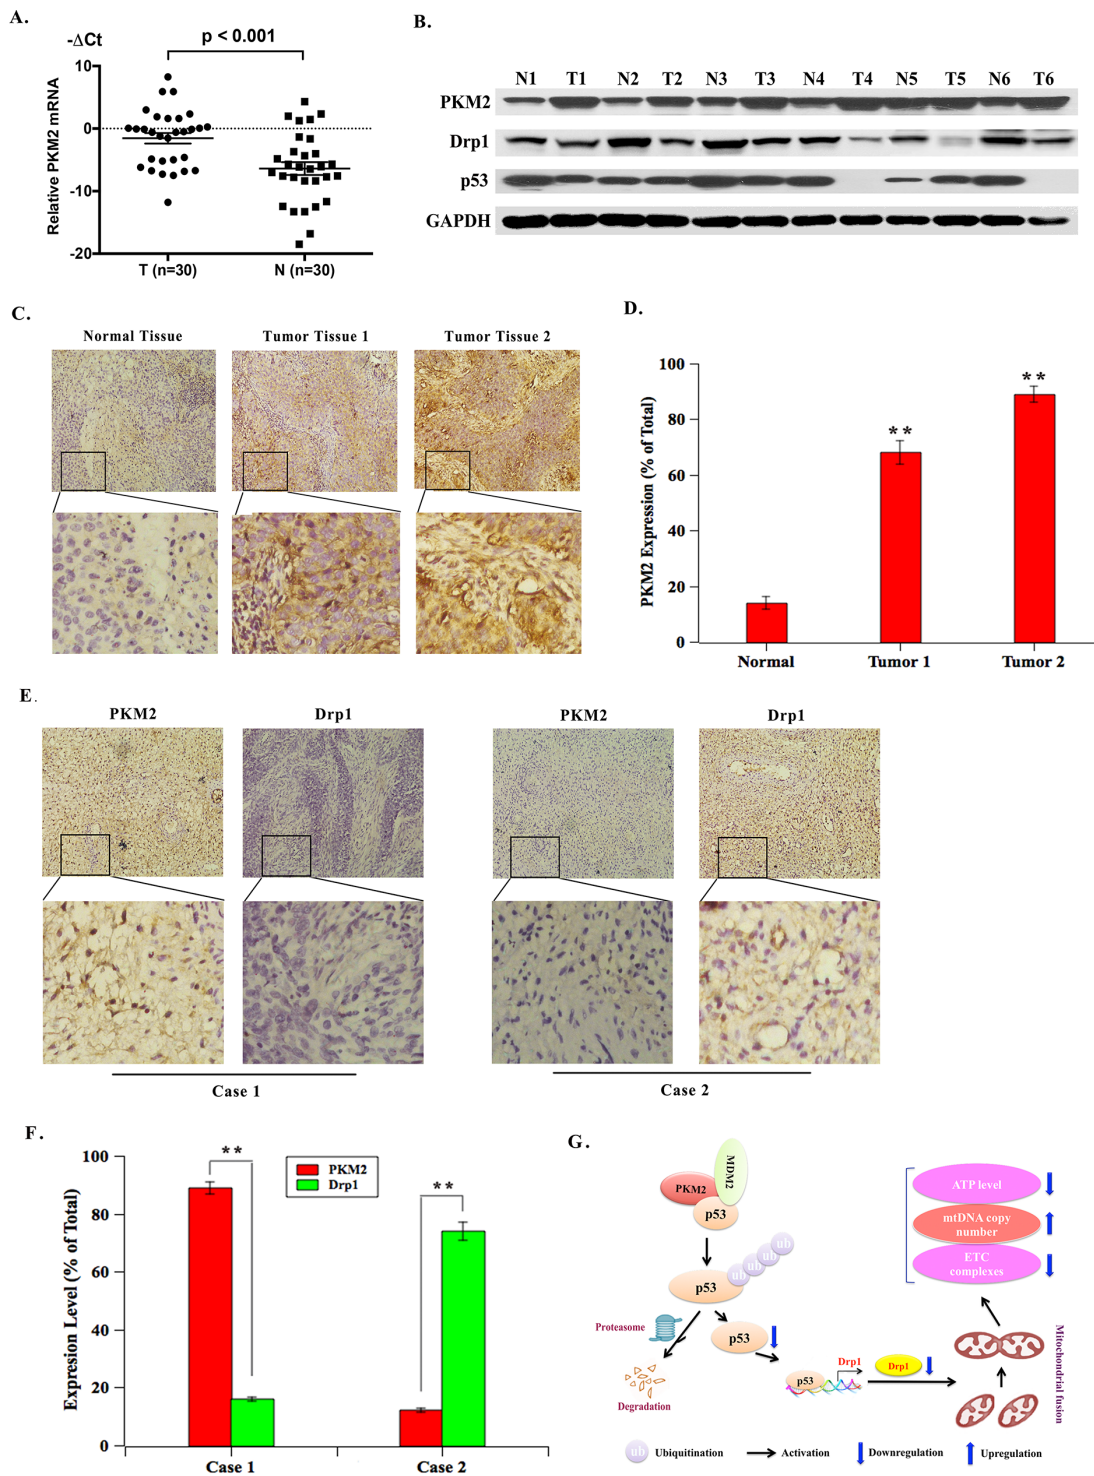 A.
-ΔCt
p < 0.001
Relative PKM2 mRNA
10
0
-10
-20
T (n=30)
N (n=30)
B.
N1 T1 N2 T2 N3 T3 N4 T4 N5 T5 N6 T6
PKM2
Drp1
p53
GAPDH
C.
Normal Tissue
Tumor Tissue 1
Tumor Tissue 2
D.
PKM2 Expression (% of Total)
100
80
60
40
20
0
**
**
Normal
Tumor 1
Tumor 2
E.
PKM2
Drp1
PKM2
Drp1
Case 1
Case 2
F.
Expresion Level (% of Total)
100
80
60
40
20
0
**
**
PKM2
Drp1
Case 1
Case 2
G.
MDM2
PKM2
p53
ub ub ub ub
p53
Proteasome
p53
Degradation
Drp1
p53
Drp1
ATP level
mtDNA copy
number
ETC
complexes
Mitochondrial fusion
ub Ubiquitination
Activation
Downregulation
Upregulation